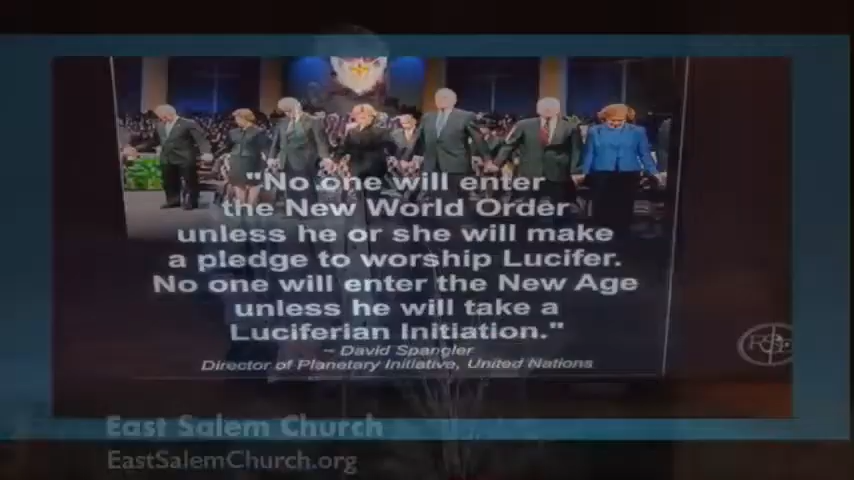 "No one will enter
the New World Order
unless he or she will make
a pledge to worship Lucifer.
No one will enter the New Age
unless he will take a
Luciferian Initiation."
~ David Spangler
Director of Planetary Initiative, United Nations
East Salem Church
EastSalemChurch.org